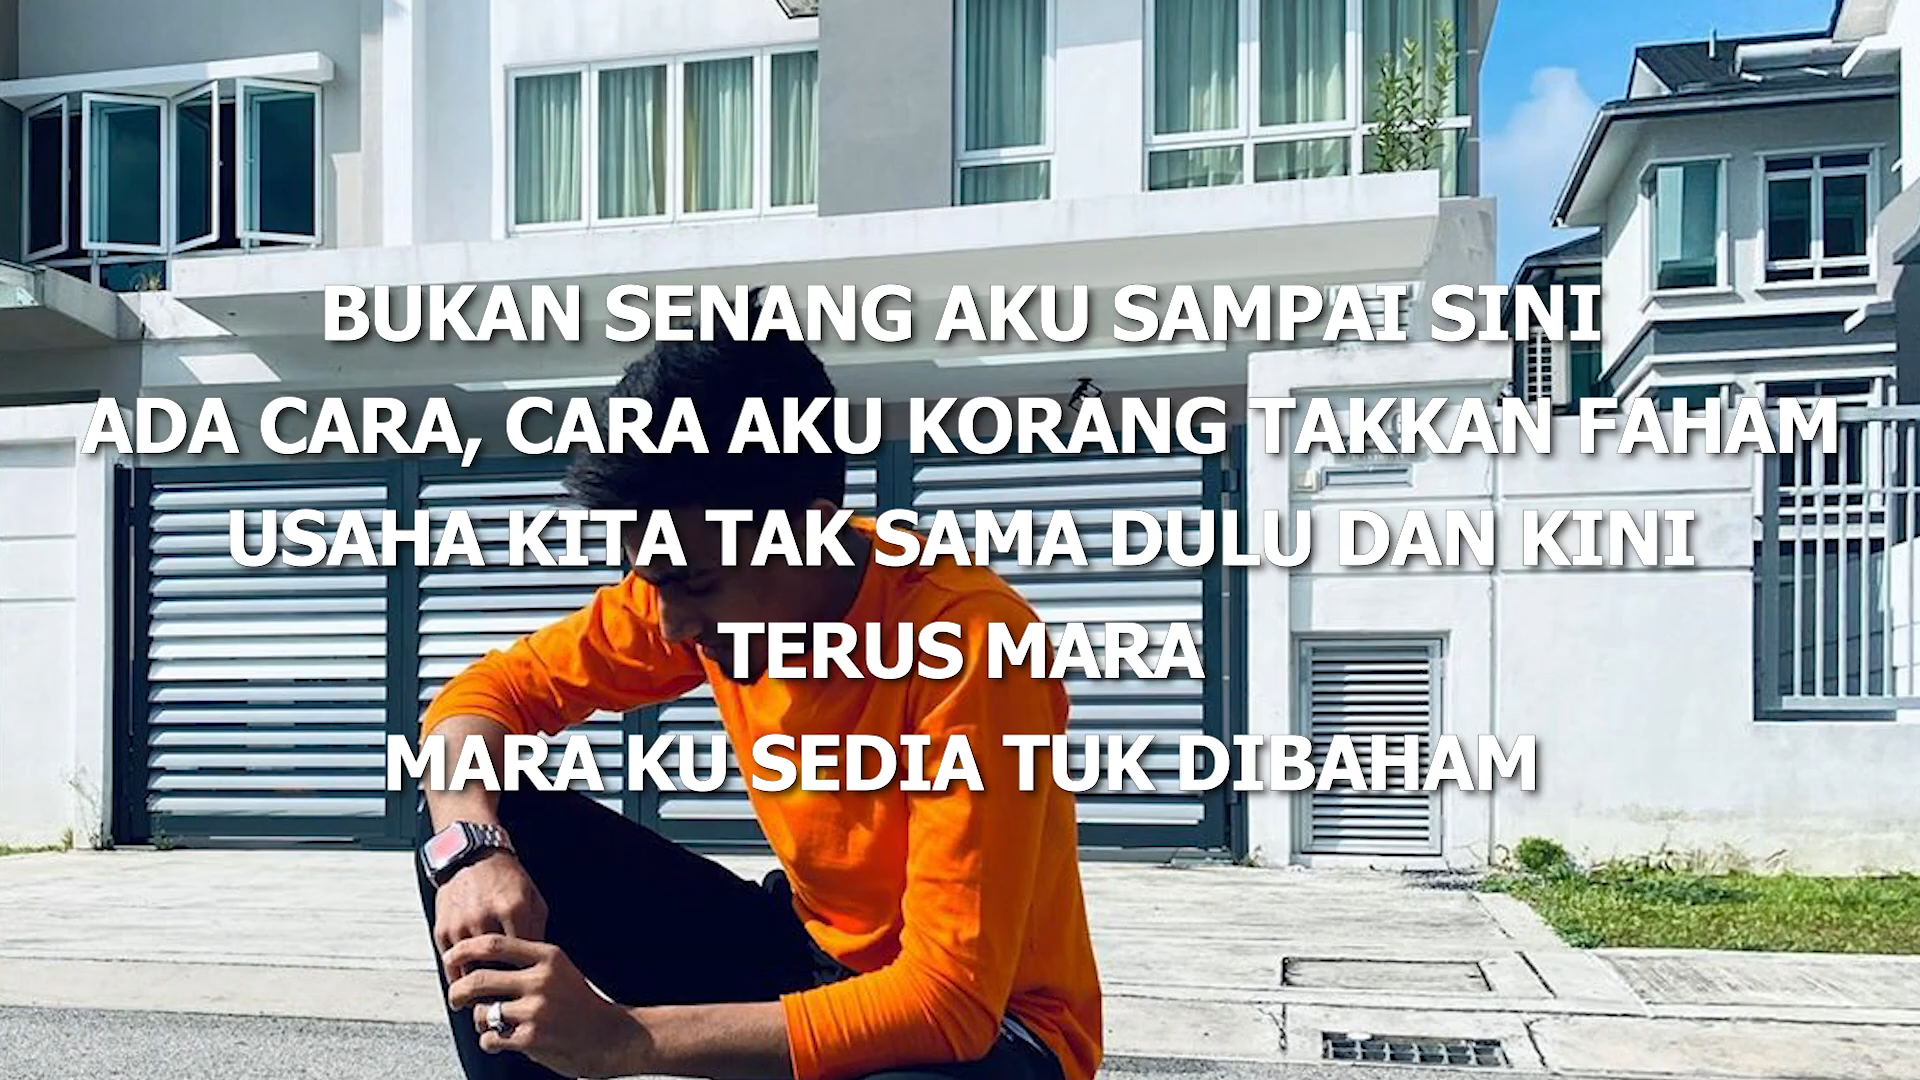 BUKAN SENANG AKU SAMPAI SINI
ADA CARA, CARA AKU KORANG TAKKAN FAHAM
USAHA KITA TAK SAMA DULU DAN KINI
TERUS MARA
MARA KU SEDIA TUK DIBAHAM